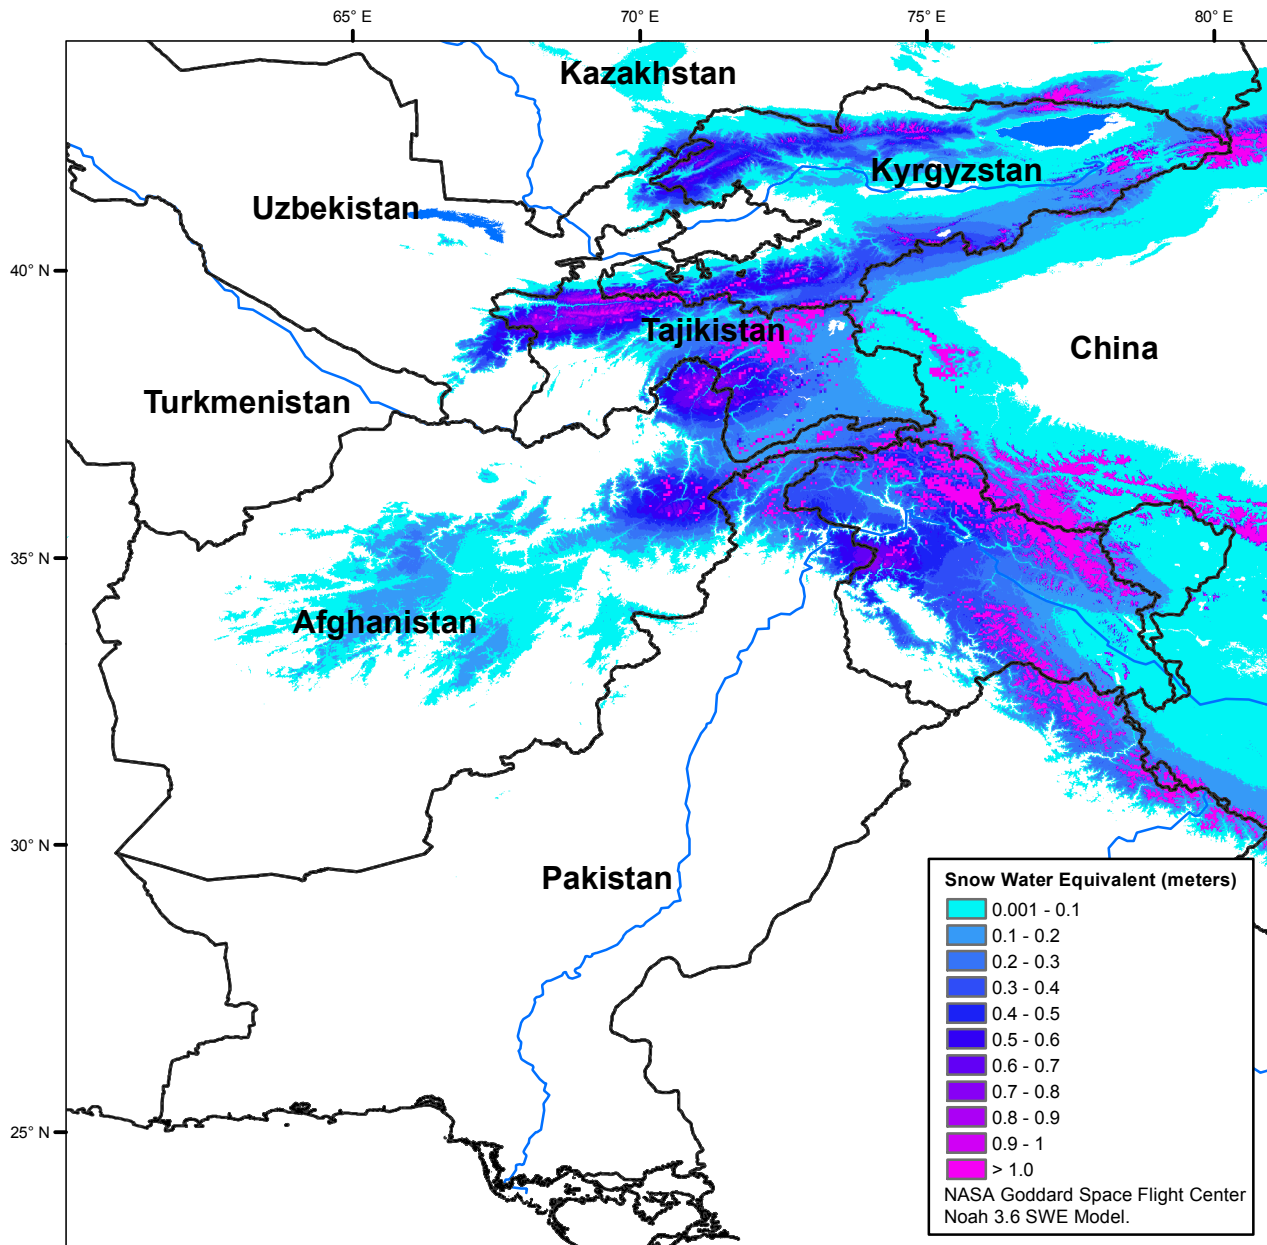 65° E
70° E
75° E
80° E
Kazakhstan
Kyrgyzstan
Uzbekistan
40° N
Tajikistan
China
Turkmenistan
35° N
Afghanistan
30° N
Pakistan
Snow Water Equivalent (meters)
0.001 - 0.1
0.1 - 0.2
0.2 - 0.3
0.3 - 0.4
0.4 - 0.5
0.5 - 0.6
0.6 - 0.7
0.7 - 0.8
0.8 - 0.9
0.9 - 1
> 1.0
25° N
NASA Goddard Space Flight Center
Noah 3.6 SWE Model.